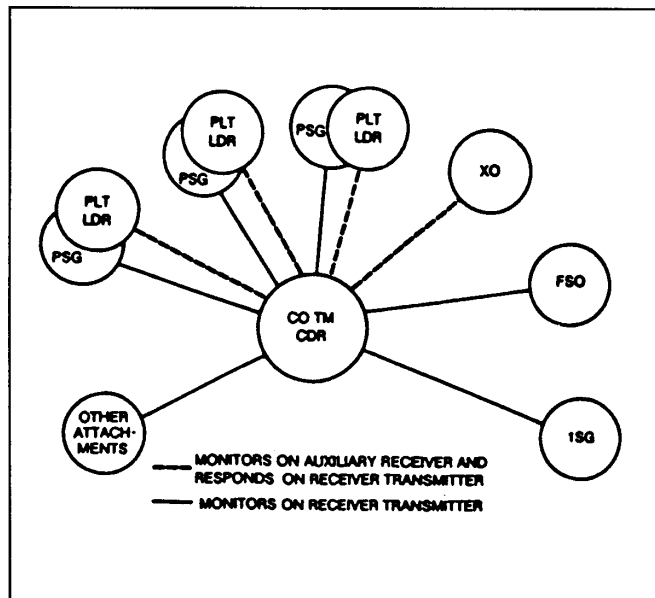 PLT
LDR
PSG
PLT
LDR
PSG
PSG
PLT
LDR
XO
FSO
CO TM
CDR
1SG
OTHER
ATTACH-
MENTS
MONITORS ON AUXILIARY RECEIVER AND
RESPONDS ON RECEIVER TRANSMITTER
MONITORS ON RECEIVER TRANSMITTER